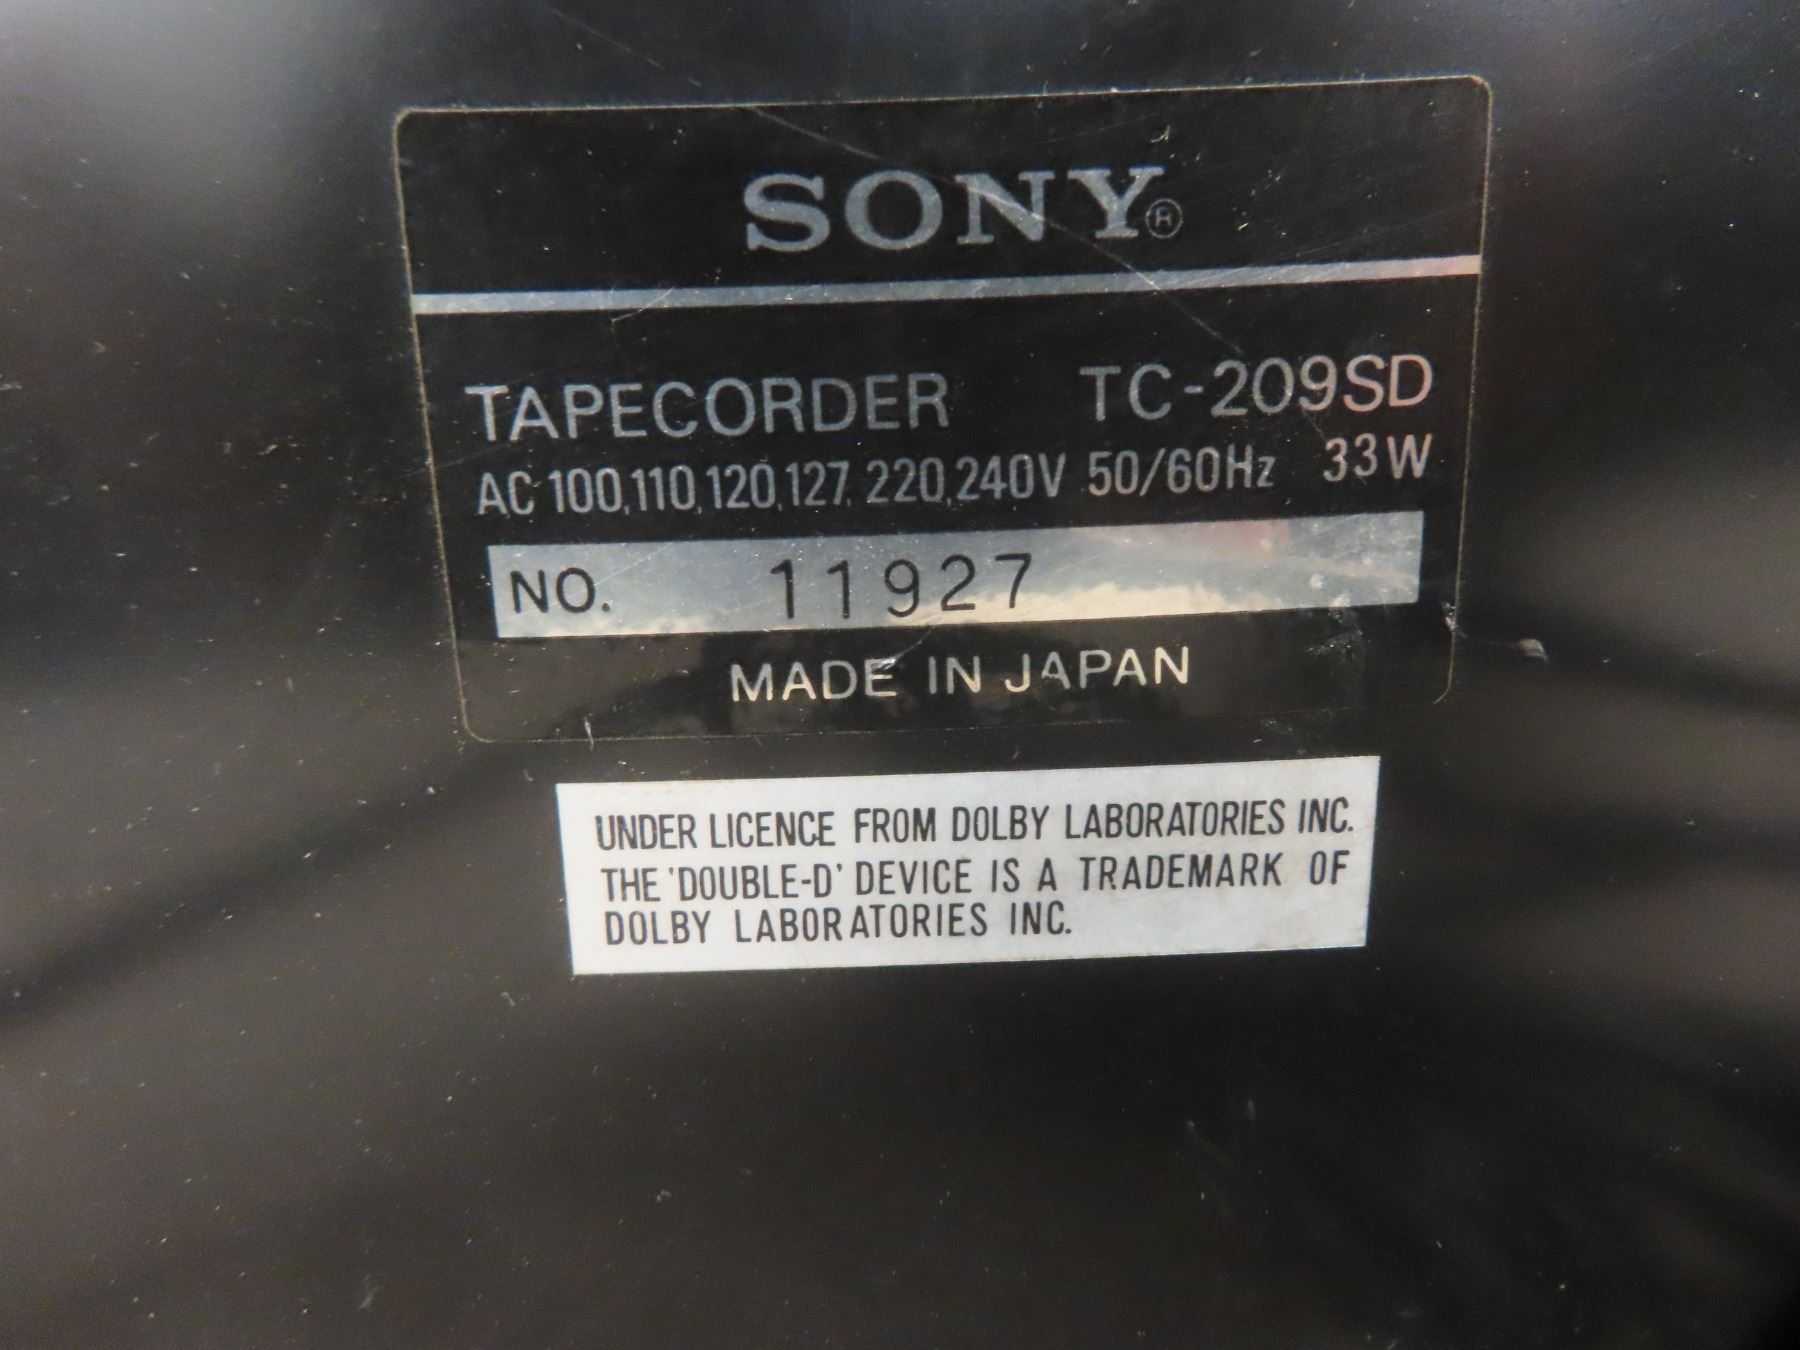 SONY®
TAPECORDER TC-209SD
AC 100,110,120,127, 220,240V 50/60Hz 33W
NO. 11927
MADE IN JAPAN
UNDER LICENCE FROM DOLBY LABORATORIES INC.
THE 'DOUBLE-D' DEVICE IS A TRADEMARK OF
DOLBY LABORATORIES INC.